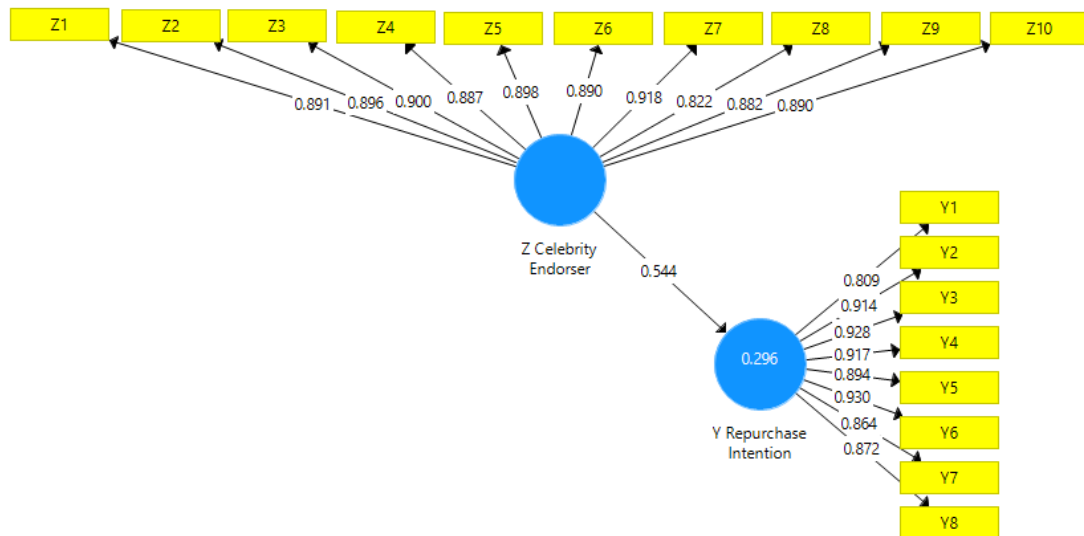 Z1
Z2
Z3
Z4
Z5
Z6
Z7
Z8
Z9
Z10
0.891
0.896
0.900
0.887
0.898
0.890
0.918
0.822
0.882
0.890
Z Celebrity
Endorser
0.544
0.296
Y Repurchase
Intention
0.809
0.914
0.928
0.917
0.894
0.930
0.864
0.872
Y1
Y2
Y3
Y4
Y5
Y6
Y7
Y8